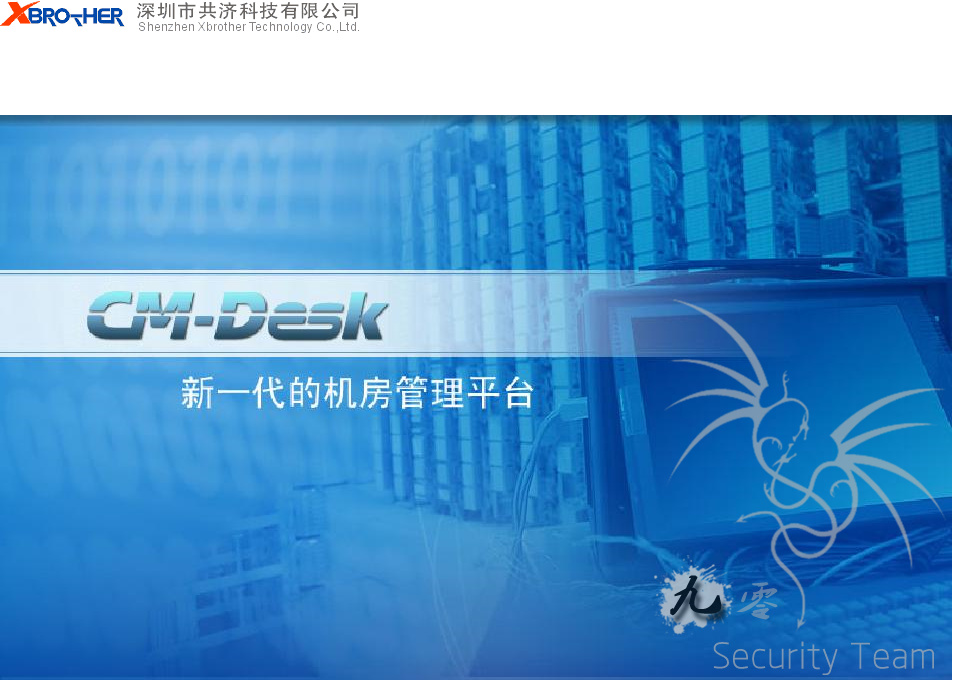 XBROTHER
深圳市共济科技有限公司
Shenzhen Xbrother Technology Co.,Ltd.
101010111
CM-Desk
新一代的机房管理平台
九零
Security Team